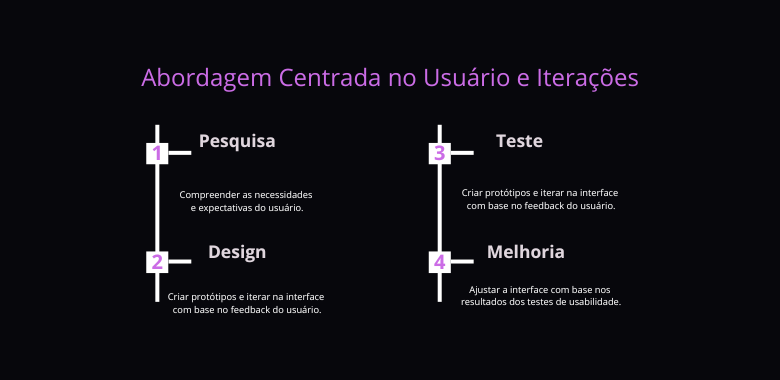 Abordagem Centrada no Usuário e Iterações
1
Pesquisa
Compreender as necessidades
e expectativas do usuário.
2
Design
Criar protótipos e iterar na interface
com base no feedback do usuário.
3
Teste
Criar protótipos e iterar na interface
com base no feedback do usuário.
4
Melhoria
Ajustar a interface com base nos
resultados dos testes de usabilidade.